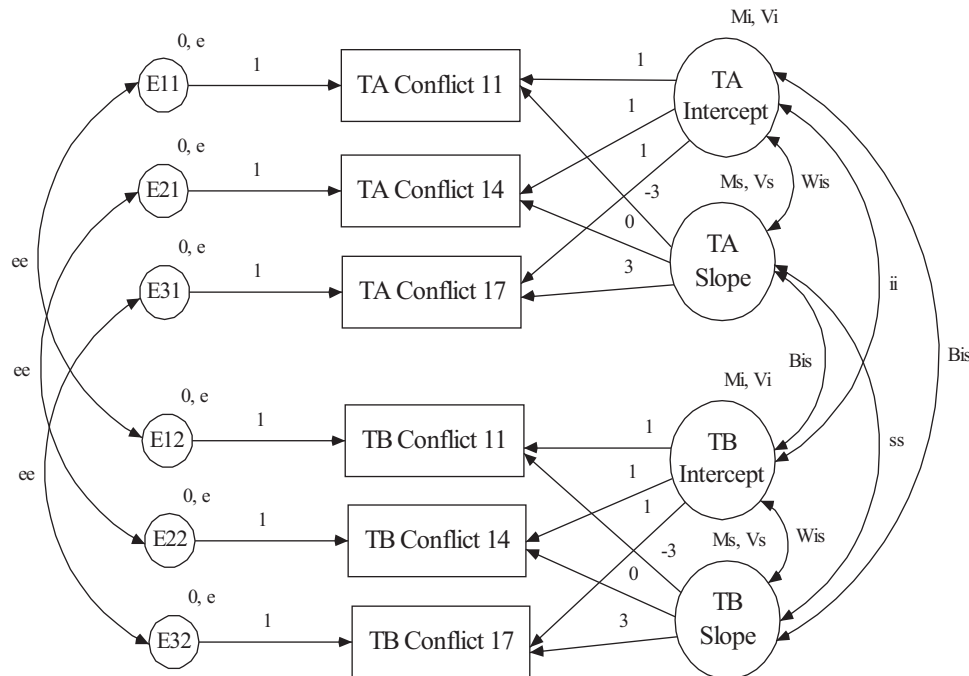 Mi, Vi
0, e
E11
1
TA Conflict 11
1
TA
Intercept
0, e
E21
1
TA Conflict 14
1
1
Ms, Vs
Wis
-3
0
0, e
E31
1
TA Conflict 17
3
TA
Slope
ee
ii
ee
Bis
Bis
Mi, Vi
0, e
E12
1
TB Conflict 11
1
TB
Intercept
ss
ee
1
1
0, e
E22
1
TB Conflict 14
Ms, Vs
Wis
-3
0
0, e
E32
1
TB Conflict 17
3
TB
Slope